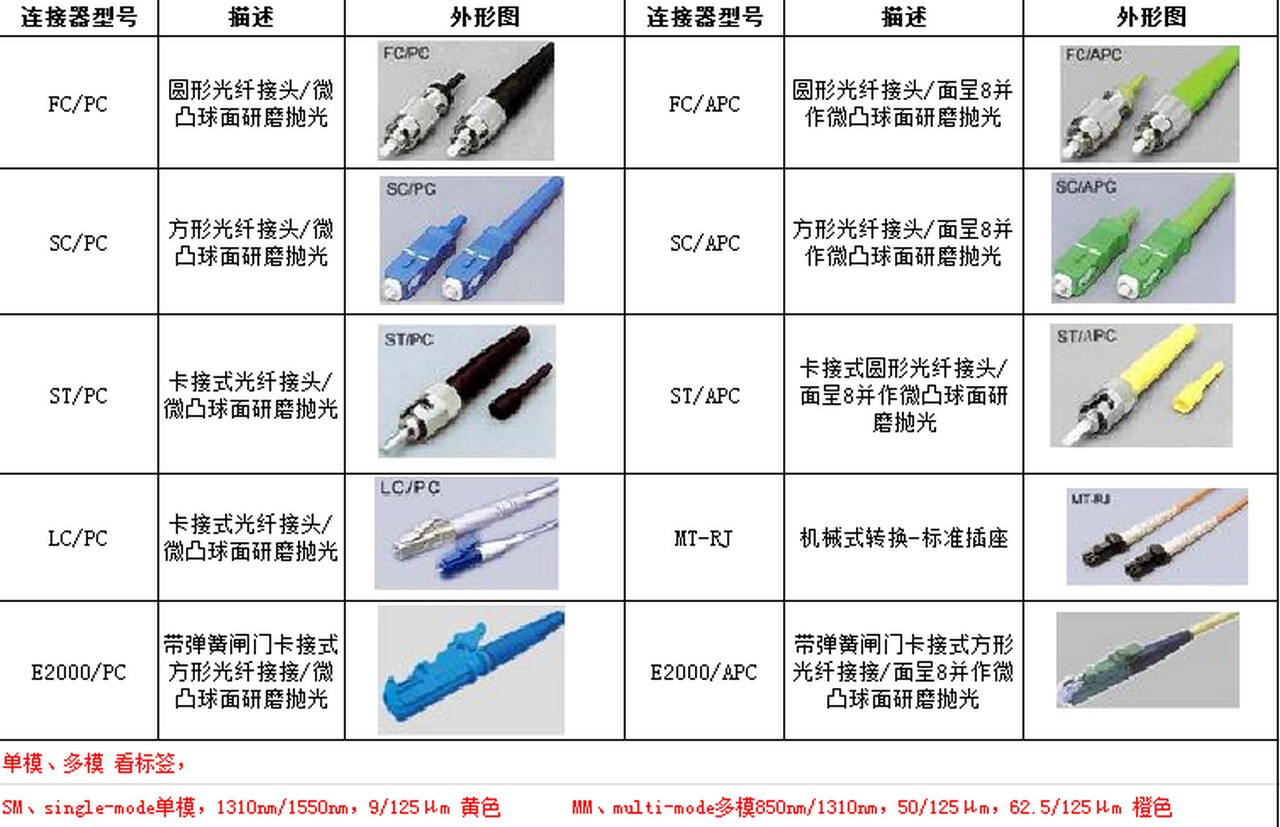 连接器型号 描述 外形图 连接器型号 描述 外形图
FC/PC
圆形光纤接头/微
凸球面研磨抛光
FC/PC
FC/APC
圆形光纤接头/面呈8并
作微凸球面研磨抛光
FC/APC
SC/PC
方形光纤接头/微
凸球面研磨抛光
SC/PC
SC/APC
方形光纤接头/面呈8并
作微凸球面研磨抛光
SC/APC
ST/PC
卡接式光纤接头/
微凸球面研磨抛光
ST/PC
ST/APC
卡接式圆形光纤接头/
面呈8并作微凸球面研
磨抛光
ST/APC
LC/PC
卡接式光纤接头/
微凸球面研磨抛光
LC/PC
MT-RJ
机械式转换-标准插座
MT-RJ
E2000/PC
带弹簧闸门卡接式
方形光纤接接/微
凸球面研磨抛光
E2000/APC
带弹簧闸门卡接式方形
光纤接接/面呈8并作微
凸球面研磨抛光
单模、多模 看标签，
SM、single-mode单模，1310nm/1550nm，9/125μm 黄色 MM、multi-mode多模850nm/1310nm，50/125μm，62.5/125μm 橙色